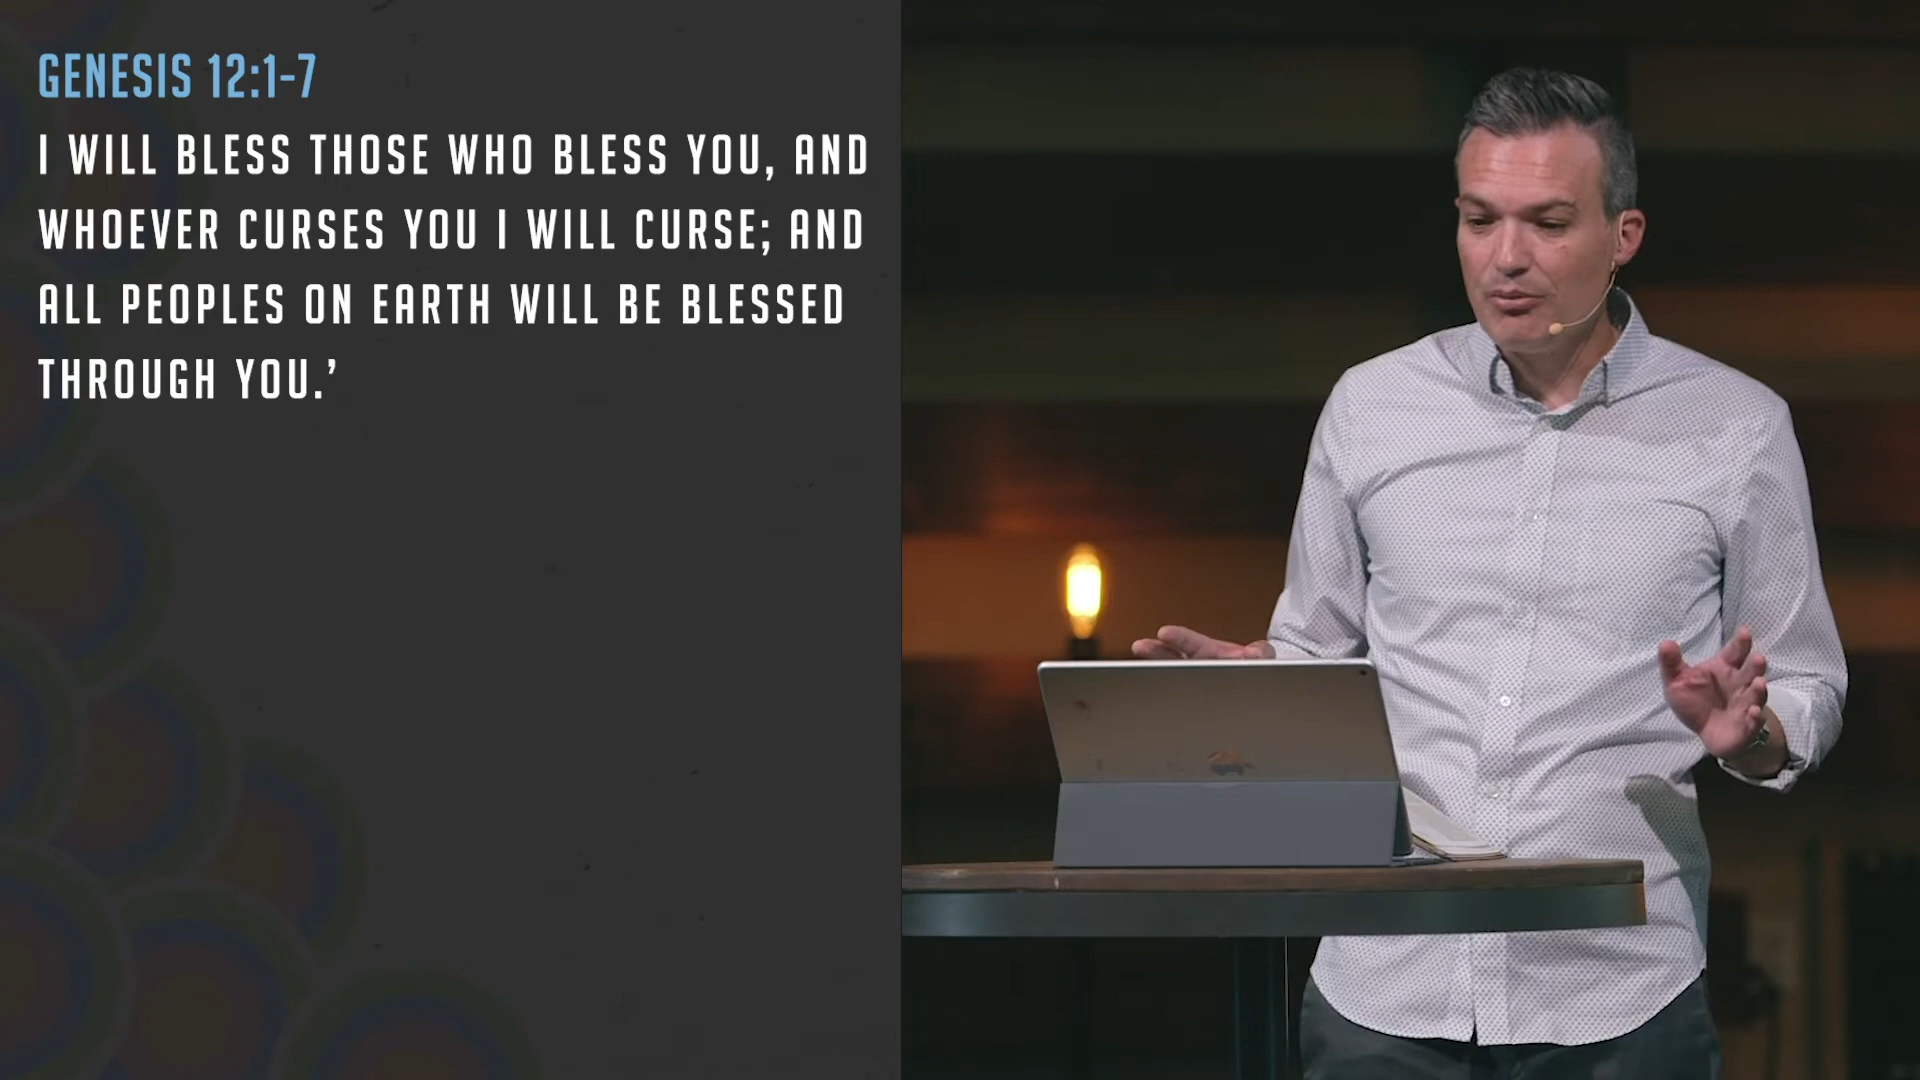 GENESIS 12:1-7
I WILL BLESS THOSE WHO BLESS YOU, AND
WHOEVER CURSES YOU I WILL CURSE; AND
ALL PEOPLES ON EARTH WILL BE BLESSED
THROUGH YOU.’